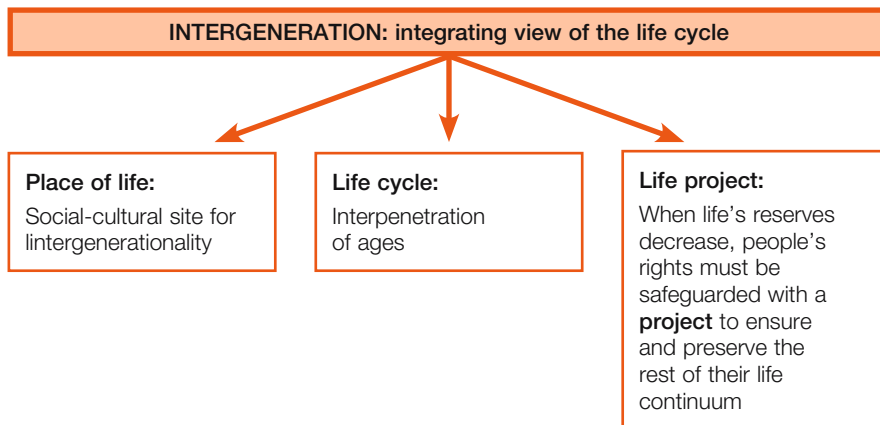 INTERGENERATION: integrating view of the life cycle
Place of life:
Social-cultural site for
lintergenerationality
Life cycle:
Interpenetration
of ages
Life project:
When life’s reserves
decrease, people’s
rights must be
safeguarded with a
project to ensure
and preserve the
rest of their life
continuum